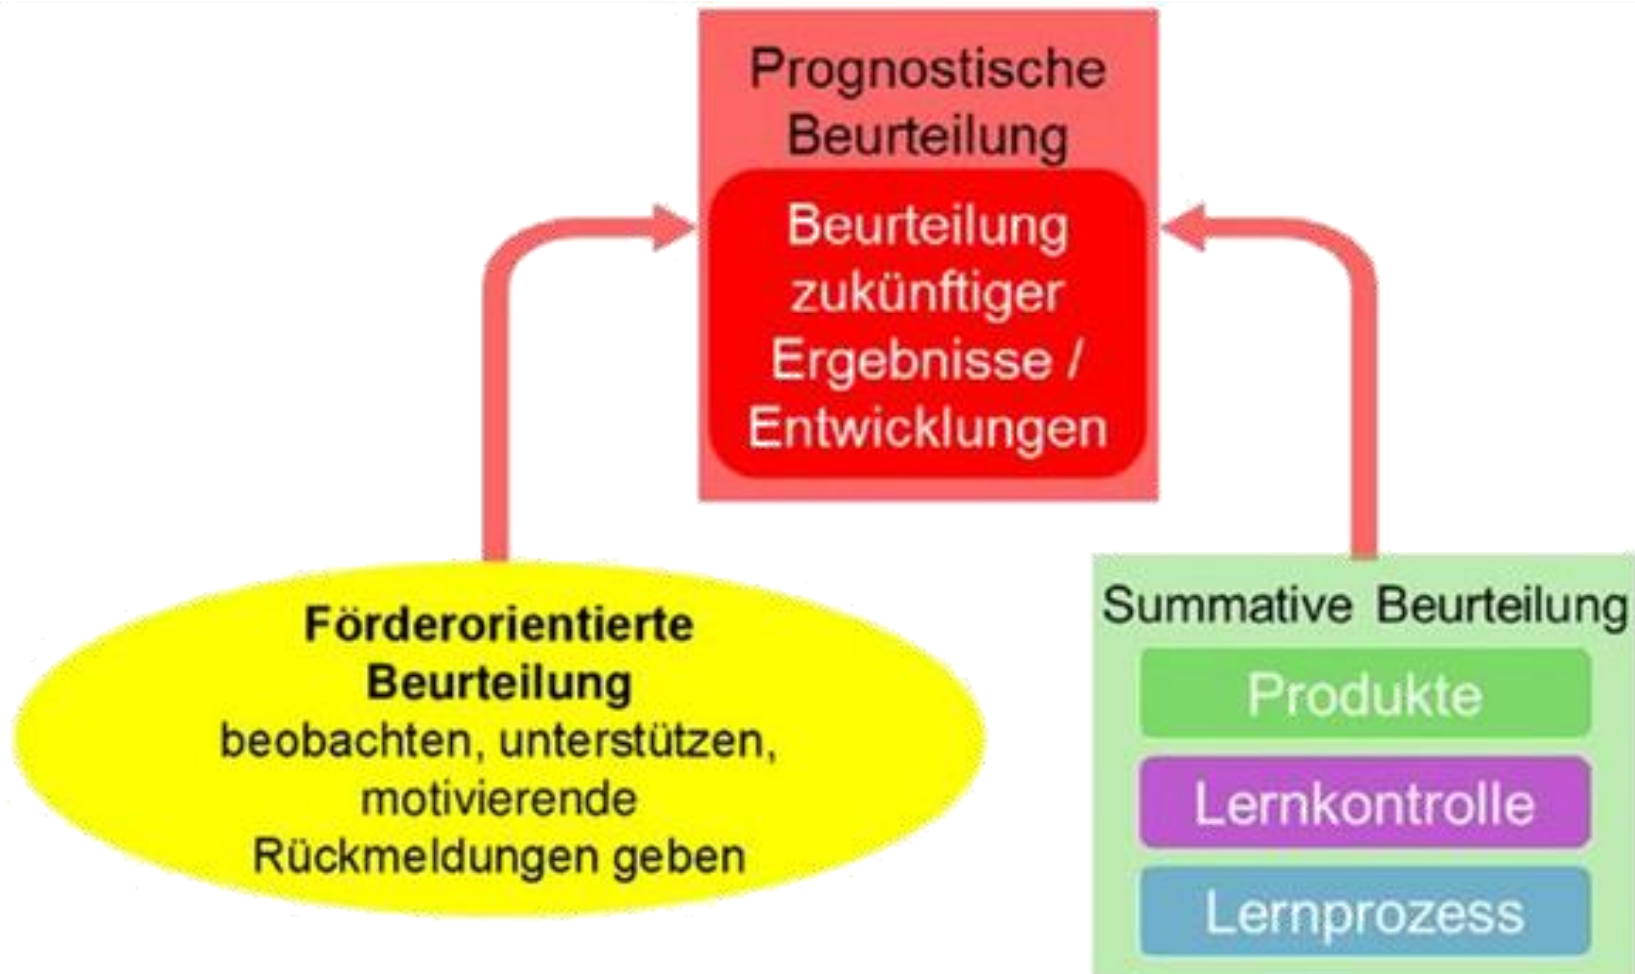 Prognostische
Beurteilung
Beurteilung
zukünftiger
Ergebnisse /
Entwicklungen
Förderorientierte
Beurteilung
beobachten, unterstützen,
motivierende
Rückmeldungen geben
Summative Beurteilung
Produkte
Lernkontrolle
Lernprozess